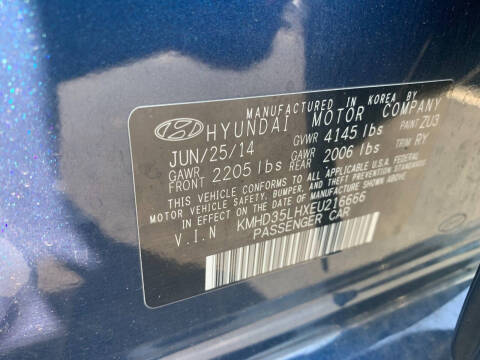 MANUFACTURED IN KOREA BY
HYUNDAI MOTOR COMPANY
JUN/25/14 GVWR 4145 lbs PAINT ZU3
GAWR FRONT 2205 lbs GAWR REAR 2006 lbs TRIM RY
THIS VEHICLE CONFORMS TO ALL APPLICABLE U.S.A. FEDERAL
MOTOR VEHICLE SAFETY, BUMPER, AND THEFT PREVENTION STANDARDS
IN EFFECT ON THE DATE OF MANUFACTURE SHOWN ABOVE.
V.I.N KMHD35LHXEU216666
PASSENGER CAR